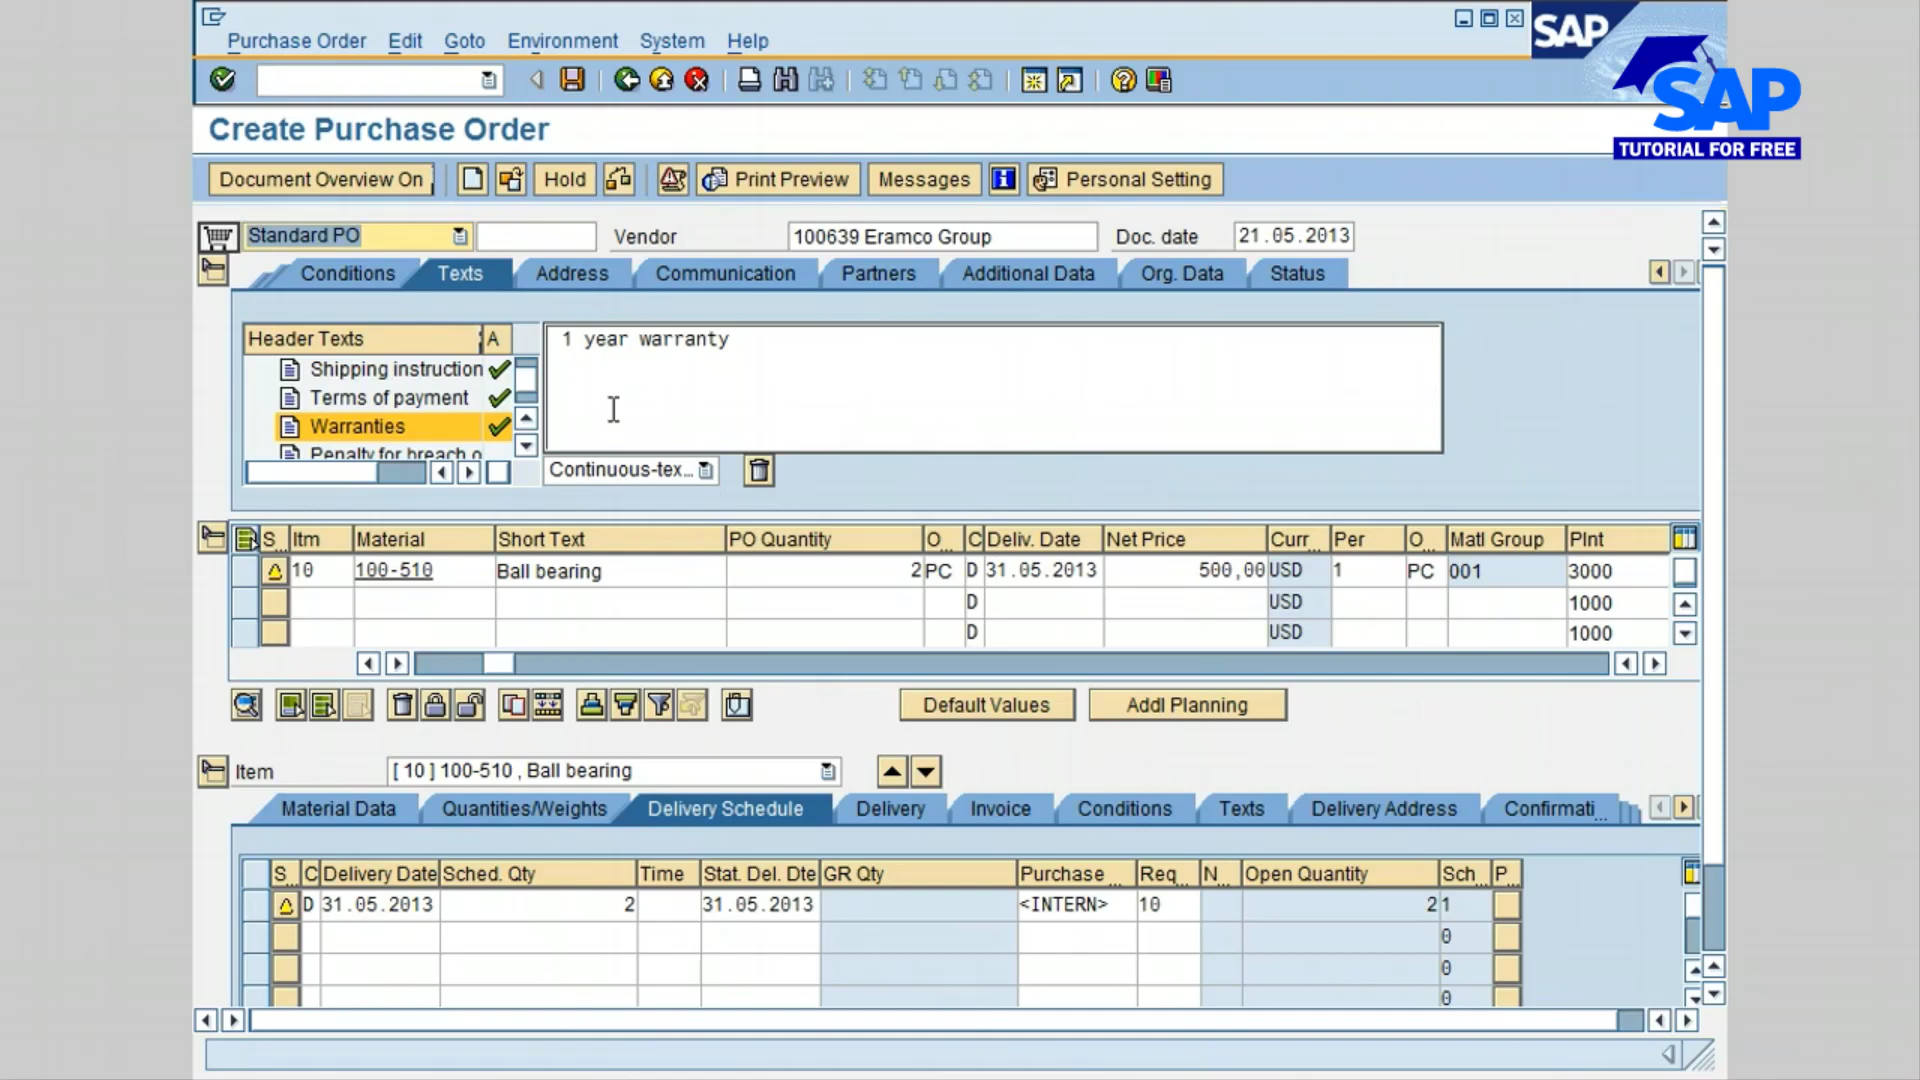 SAP
Purchase Order Edit Goto Environment System Help
SAP
TUTORIAL FOR FREE
Create Purchase Order
Document Overview On Hold Print Preview Messages Personal Setting
Standard PO Vendor 100639 Eramco Group Doc. date 21.05.2013
Conditions Texts Address Communication Partners Additional Data Org. Data Status
Header Texts A
1 year warranty
Shipping instruction
Terms of payment
Warranties
Penalty for breach o
Continuous-tex...
S... Itm Material Short Text PO Quantity O... C Deliv. Date Net Price Curr... Per O... Matl Group Plnt
10 100-510 Ball bearing 2 PC D 31.05.2013 500,00 USD 1 PC 001 3000
D USD 1000
D USD 1000
Default Values Addl Planning
Item [ 10 ] 100-510 , Ball bearing
Material Data Quantities/Weights Delivery Schedule Delivery Invoice Conditions Texts Delivery Address Confirmati...
S... C Delivery Date Sched. Qty Time Stat. Del. Dte GR Qty Purchase... Req... N... Open Quantity Sch... P...
D 31.05.2013 2 31.05.2013 <INTERN> 10 2 1
0
0
0